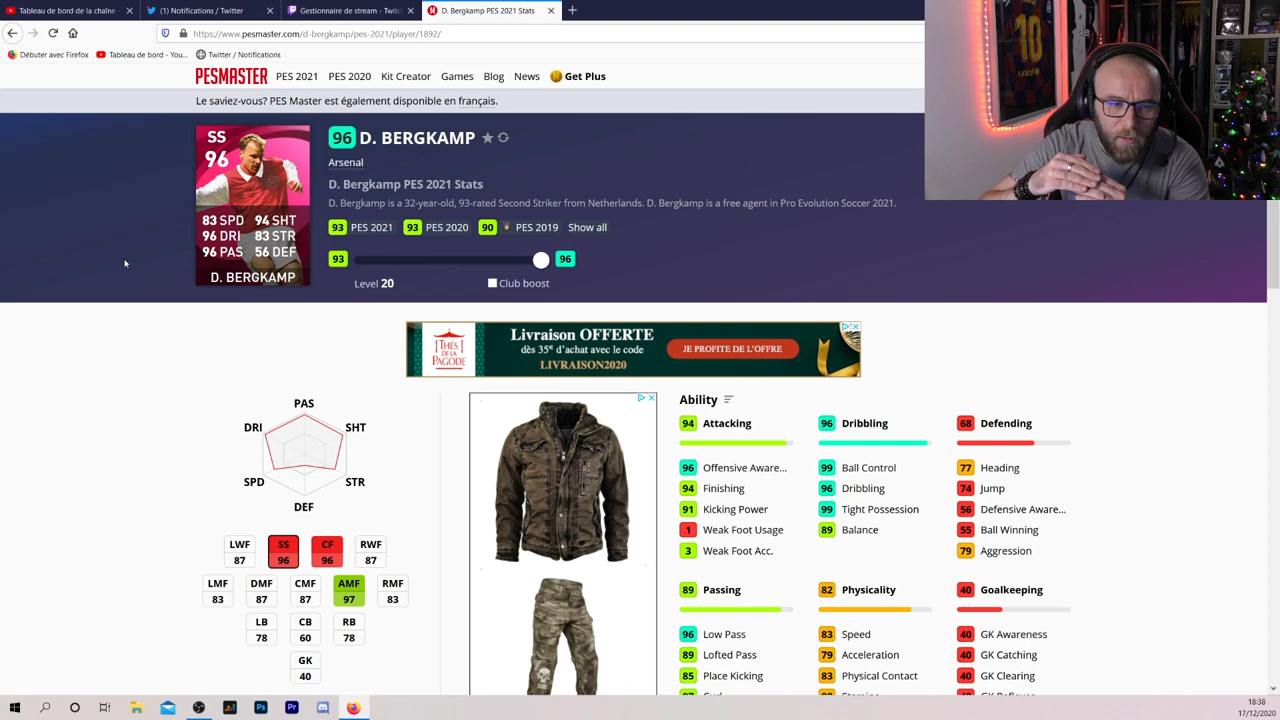 Tableau de bord de la chaîne
(1) Notifications / Twitter
Gestionnaire de stream - Twitch
D. Bergkamp PES 2021 Stats
https://www.pesmaster.com/d-bergkamp/pes-2021/player/1892/
Débuter avec Firefox
Tableau de bord - You...
Twitter / Notifications
PESMASTER PES 2021 PES 2020 Kit Creator Games Blog News Get Plus
Le saviez-vous? PES Master est également disponible en français.
SS
96
83 SPD 94 SHT
96 DRI 83 STR
96 PAS 56 DEF
D. BERGKAMP
96 D. BERGKAMP
Arsenal
D. Bergkamp PES 2021 Stats
D. Bergkamp is a 32-year-old, 93-rated Second Striker from Netherlands. D. Bergkamp is a free agent in Pro Evolution Soccer 2021.
93 PES 2021 93 PES 2020 90 PES 2019 Show all
93 96
Level 20 Club boost
10
unicef
THÉS DE LA PAGODE
Livraison OFFERTE
dès 35€ d'achat avec le code
LIVRAISON2020
JE PROFITE DE L'OFFRE
PAS
DRI SHT
SPD STR
DEF
LWF SS CF RWF
87 96 96 87
LMF DMF CMF AMF RMF
83 87 87 97 83
LB CB RB
78 60 78
GK
40
Ability
94 Attacking
96 Offensive Aware...
94 Finishing
91 Kicking Power
1 Weak Foot Usage
3 Weak Foot Acc.
96 Dribbling
99 Ball Control
96 Dribbling
99 Tight Possession
89 Balance
68 Defending
77 Heading
74 Jump
56 Defensive Aware...
55 Ball Winning
79 Aggression
89 Passing
96 Low Pass
89 Lofted Pass
85 Place Kicking
82 Physicality
83 Speed
79 Acceleration
83 Physical Contact
40 Goalkeeping
40 GK Awareness
40 GK Catching
40 GK Clearing
18:38
17/12/2020